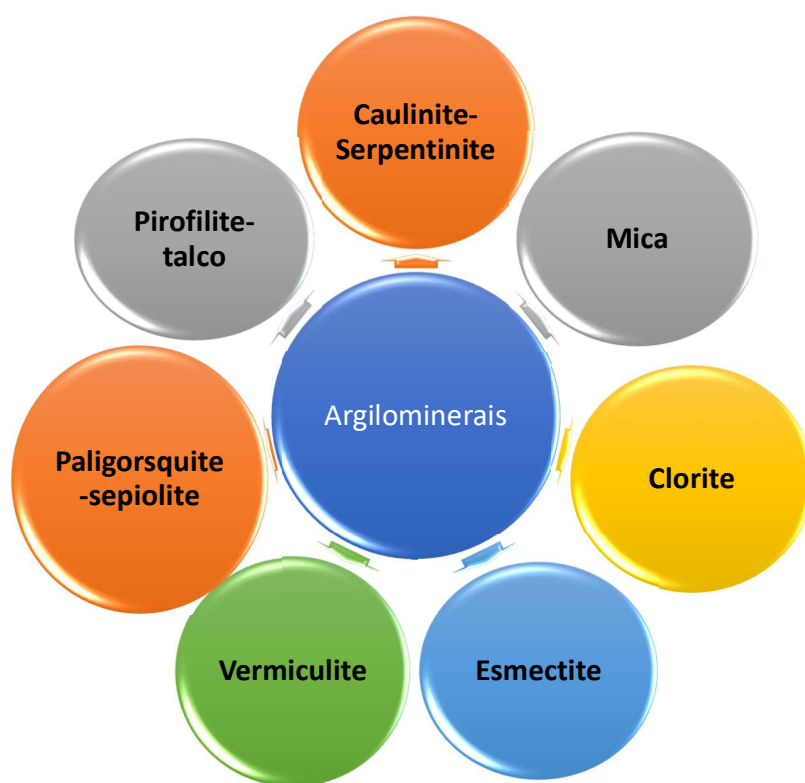 Caulinite-
Serpentinite
Pirofilite-
talco
Mica
Argilominerais
Paligorsquite
-sepiolite
Clorite
Vermiculite
Esmectite